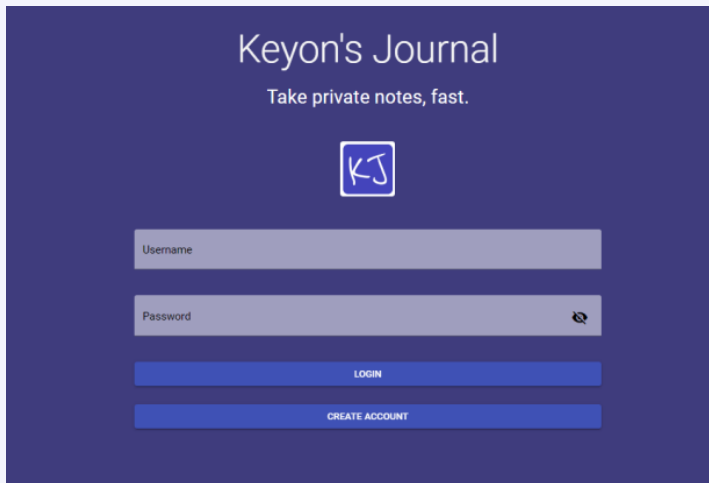 Keyon's Journal
Take private notes, fast.
KJ
Username
Password
LOGIN
CREATE ACCOUNT